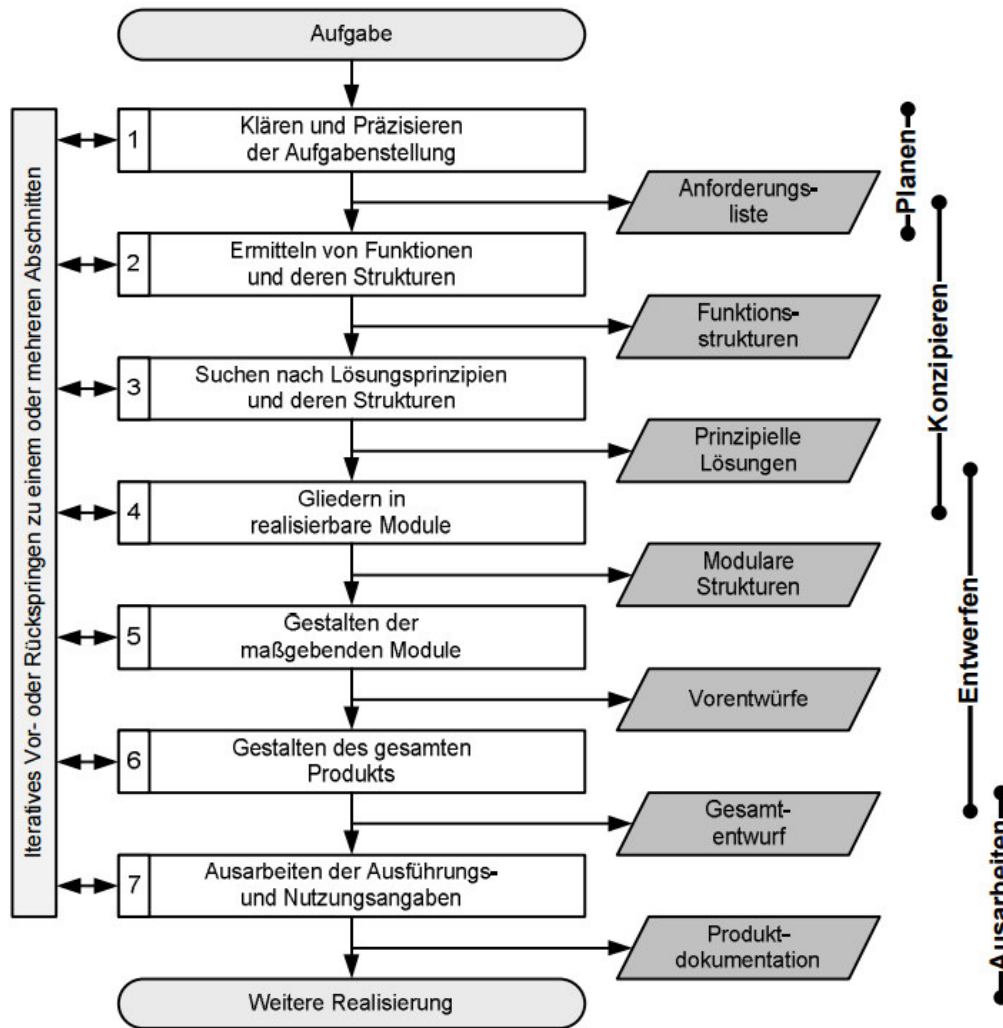 Aufgabe
Iteratives Vor- oder Rückspringen zu einem oder mehreren Abschnitten
1
Klären und Präzisieren
der Aufgabenstellung
Anforderungs-
liste
2
Ermitteln von Funktionen
und deren Strukturen
Funktions-
strukturen
3
Suchen nach Lösungsprinzipien
und deren Strukturen
Prinzipielle
Lösungen
4
Gliedern in
realisierbare Module
Modulare
Strukturen
5
Gestalten der
maßgebenden Module
Vorentwürfe
6
Gestalten des gesamten
Produkts
Gesamt-
entwurf
7
Ausarbeiten der Ausführungs-
und Nutzungsangaben
Produkt-
dokumentation
Weitere Realisierung
Planen
Konzipieren
Entwerfen
Ausarbeiten